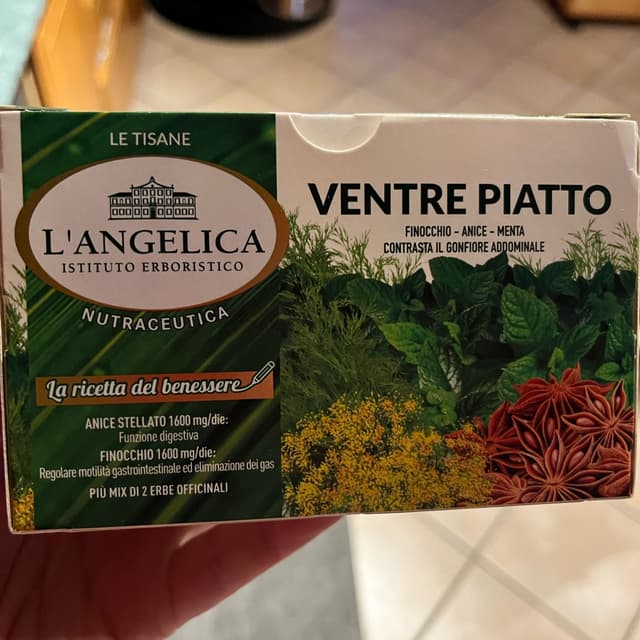 LE TISANE
L'ANGELICA
ISTITUTO ERBORISTICO
NUTRACEUTICA
La ricetta del benessere
ANICE STELLATO 1600 mg/die:
Funzione digestiva
FINOCCHIO 1600 mg/die:
Regolare motilità gastrointestinale ed eliminazione dei gas
PIÙ MIX DI 2 ERBE OFFICINALI
VENTRE PIATTO
FINOCCHIO - ANICE - MENTA
CONTRASTA IL GONFIORE ADDOMINALE